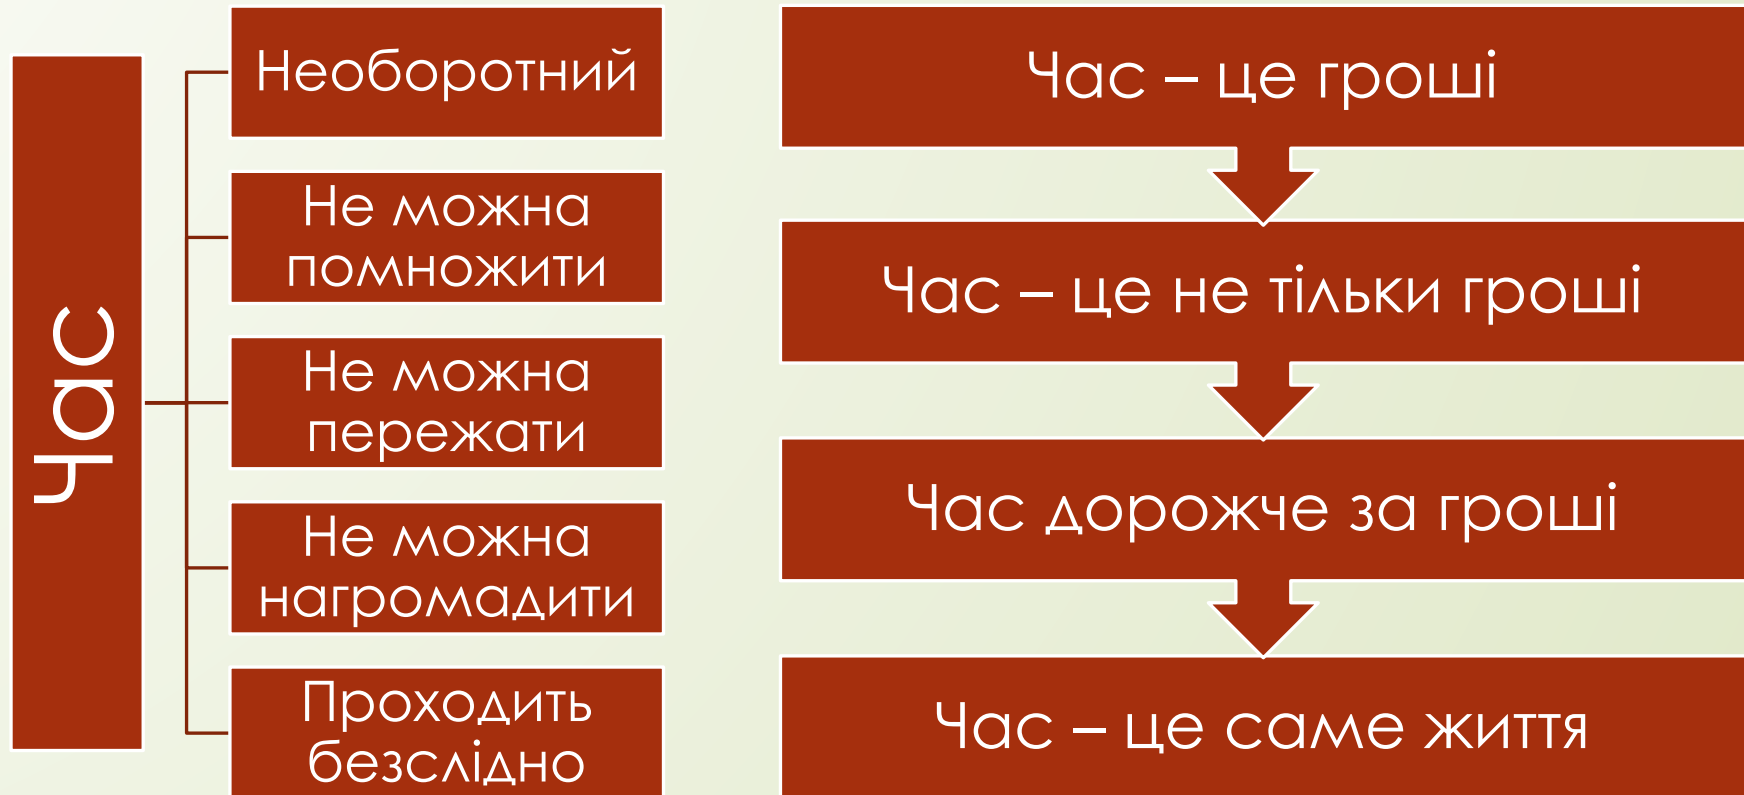 Час
Необоротний
Не можна
помножити
Не можна
пережати
Не можна
нагромадити
Проходить
безслідно
Час – це гроші
Час – це не тільки гроші
Час дорожче за гроші
Час – це саме життя